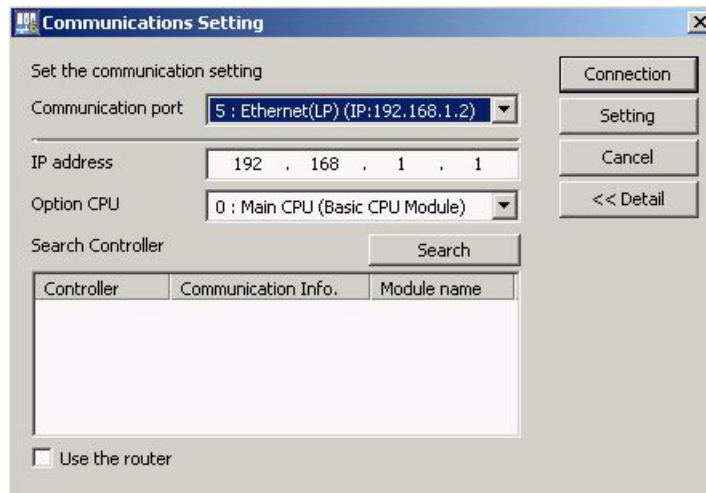 Communications Setting
Set the communication setting
Communication port 5 : Ethernet(LP) (IP:192.168.1.2)
IP address 192 . 168 . 1 . 1
Option CPU 0 : Main CPU (Basic CPU Module)
Search Controller Search
Controller Communication Info. Module name
Use the router
Connection
Setting
Cancel
<< Detail